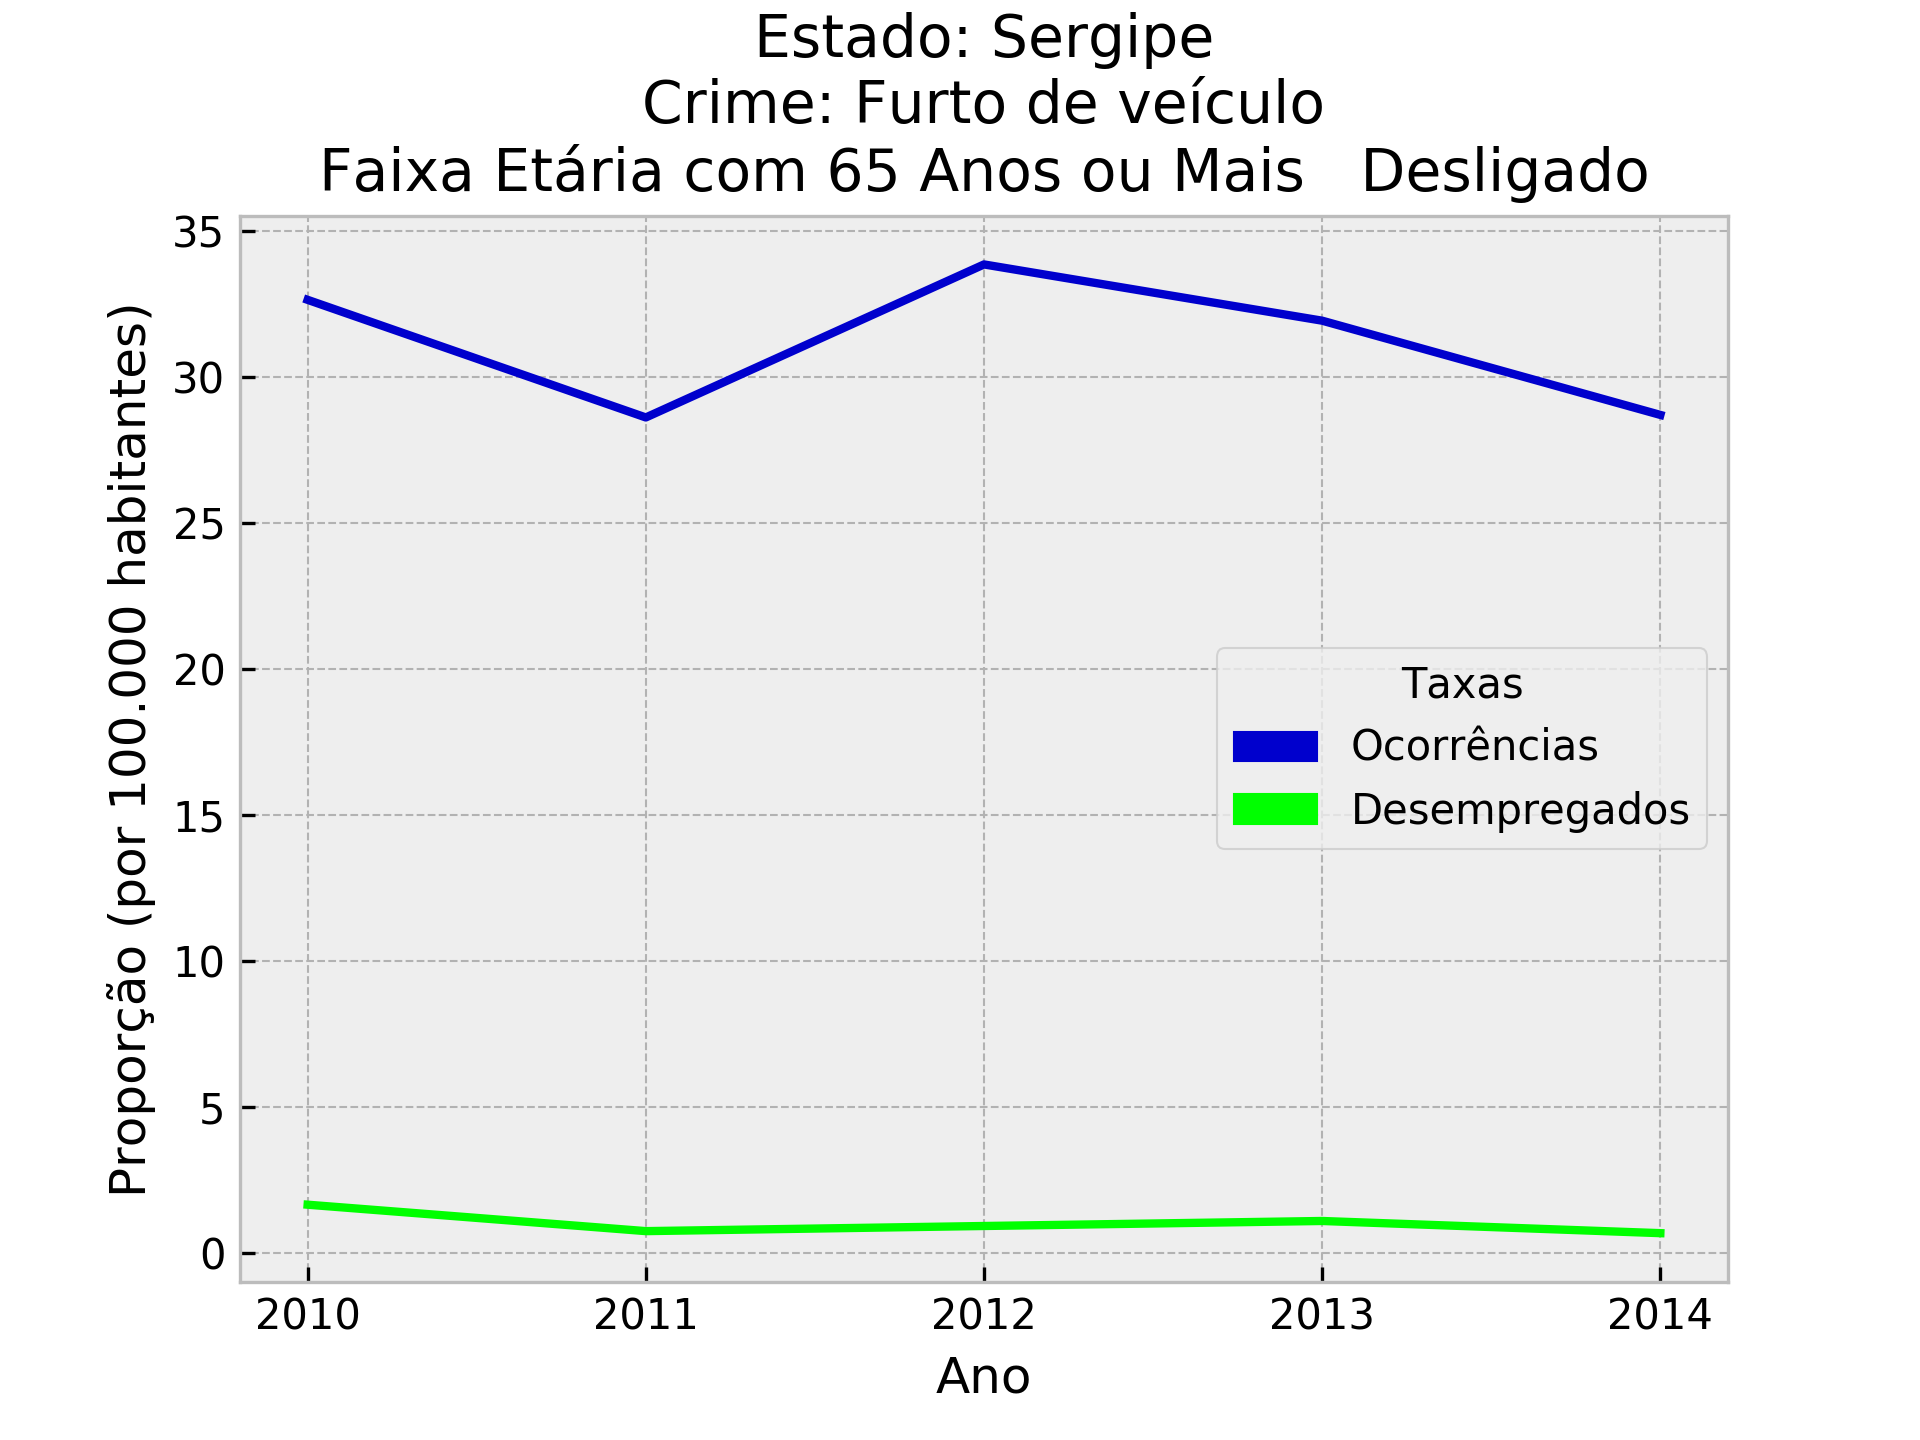 Estado: Sergipe
Crime: Furto de veículo
Faixa Etária com 65 Anos ou Mais   Desligado
35
30
25
20
15
10
5
0
Proporção (por 100.000 habitantes)
Taxas
Ocorrências
Desempregados
2010 2011 2012 2013 2014
Ano